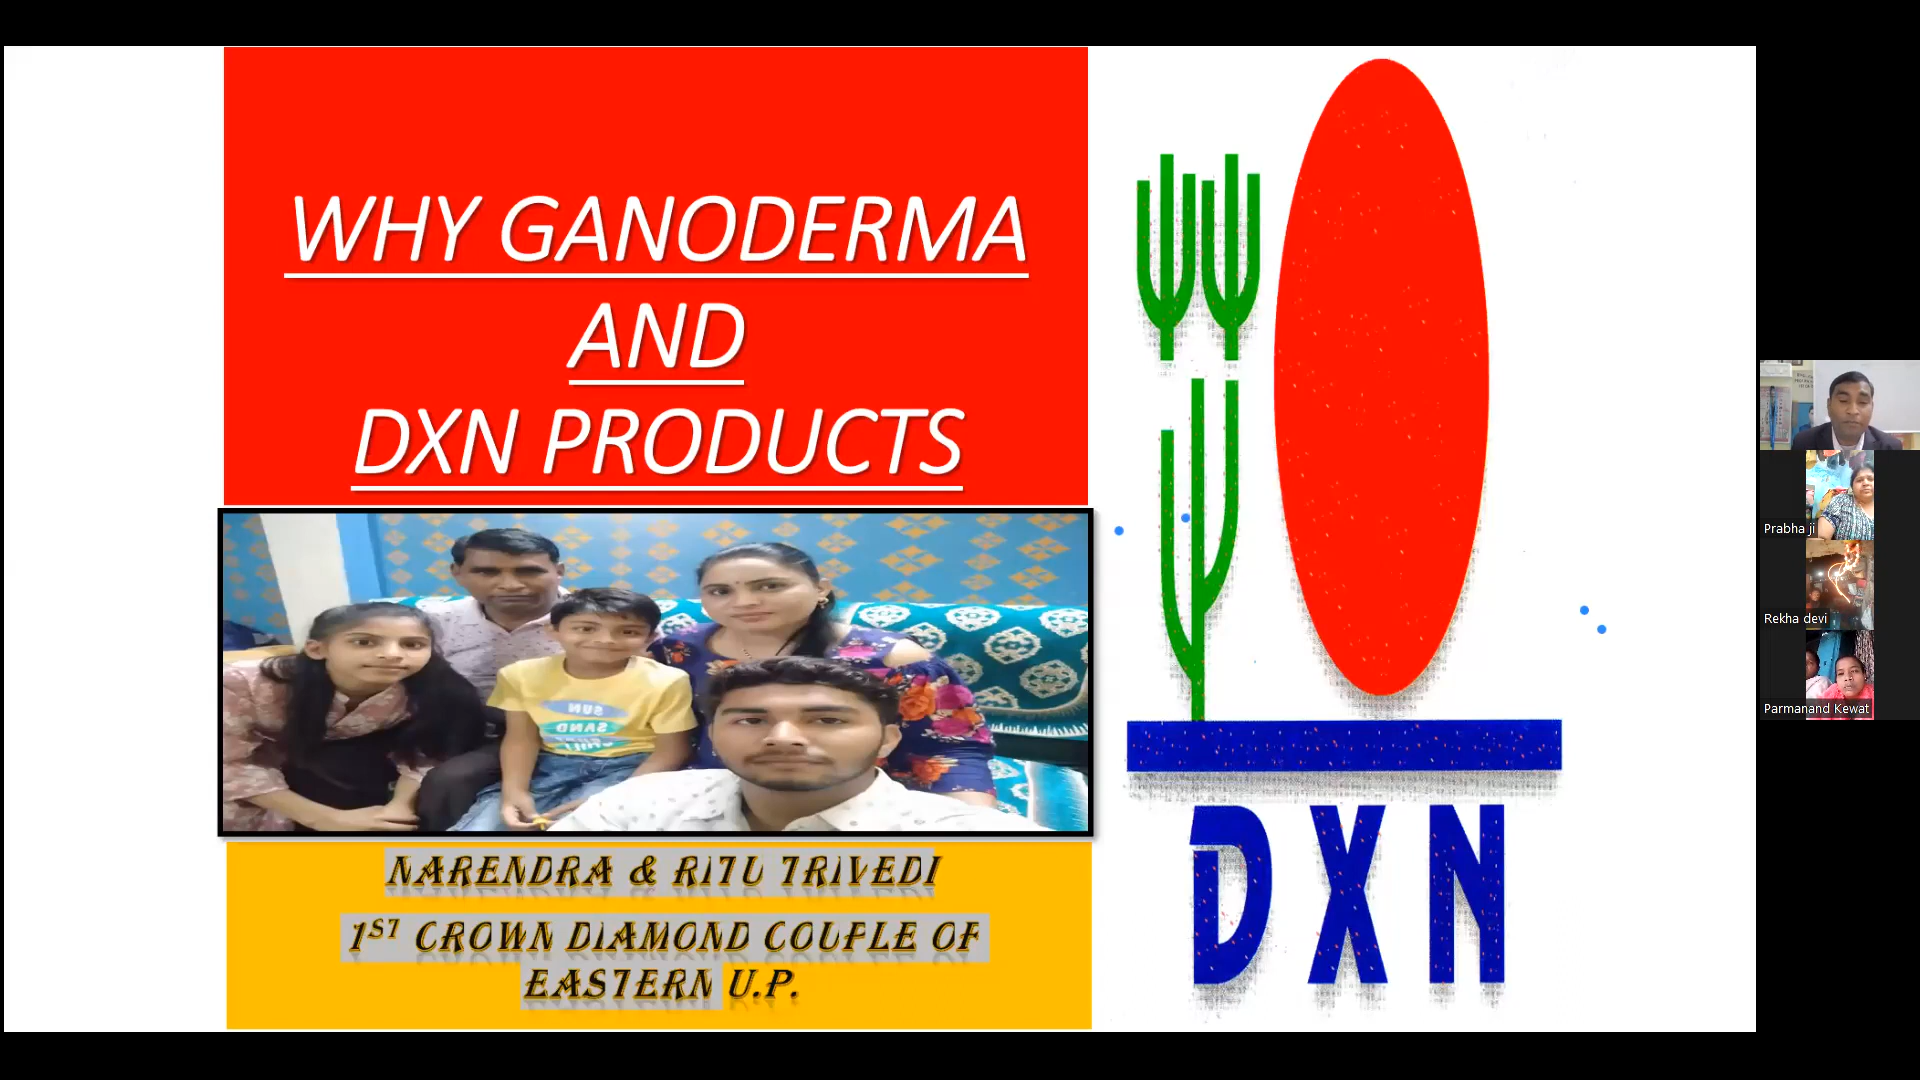 WHY GANODERMA
AND
DXN PRODUCTS
NARENDRA & RITU TRIVEDI
1ST CROWN DIAMOND COUPLE OF
EASTERN U.P.
DXN
Prabha ji
Rekha devi
Parmanand Kewat